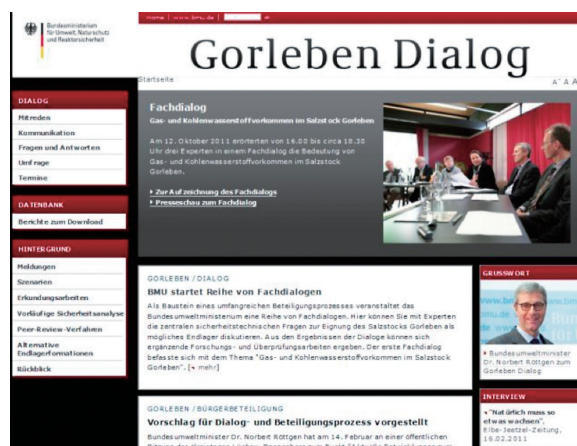 Bundesministerium
für Umwelt, Naturschutz
und Reaktorsicherheit
Home | www.bmu.de |
Gorleben Dialog
Startseite
A- A A
DIALOG
Mitreden
Kommunikation
Fragen und Antworten
Umfrage
Termine
DATENBANK
Berichte zum Download
HINTERGRUND
Meldungen
Szenarien
Erkundungsarbeiten
Vorläufige Sicherheitsanalyse
Peer-Review-Verfahren
Alternative
Endlagerformationen
Rückblick
Fachdialog
Gas- und Kohlenwasserstoffvorkommen im Salzstock Gorleben
Am 12. Oktober 2011 erörterten von 16.00 bis circa 18.30
Uhr drei Experten in einem Fachdialog die Bedeutung von
Gas- und Kohlenwasserstoffvorkommen im Salzstock
Gorleben.
Zur Aufzeichnung des Fachdialogs
Presseschau zum Fachdialog
GORLEBEN / DIALOG
BMU startet Reihe von Fachdialogen
Als Baustein eines umfangreichen Beteiligungsprozesses veranstaltet das
Bundesumweltministerium eine Reihe von Fachdialogen. Hier können Sie mit Experten
die zentralen sicherheitstechnischen Fragen zur Eignung des Salzstocks Gorleben als
mögliches Endlager diskutieren. Aus den Ergebnissen der Dialoge können sich
ergänzende Forschungs- und Überprüfungsarbeiten ergeben. Der erste Fachdialog
befasste sich mit dem Thema "Gas- und Kohlenwasserstoffvorkommen im Salzstock
Gorleben". [mehr]
GORLEBEN / BÜRGERBETEILIGUNG
Vorschlag für Dialog- und Beteiligungsprozess vorgestellt
Bundesumweltminister Dr. Norbert Röttgen hat am 14. Februar an einer öffentlichen
GRUSSWORT
Bundesumweltminister
Dr. Norbert Röttgen zum
Gorleben Dialog
INTERVIEW
"Natürlich muss so
etwas wachsen",
Elbe-Jeetzel-Zeitung,
16.02.2011